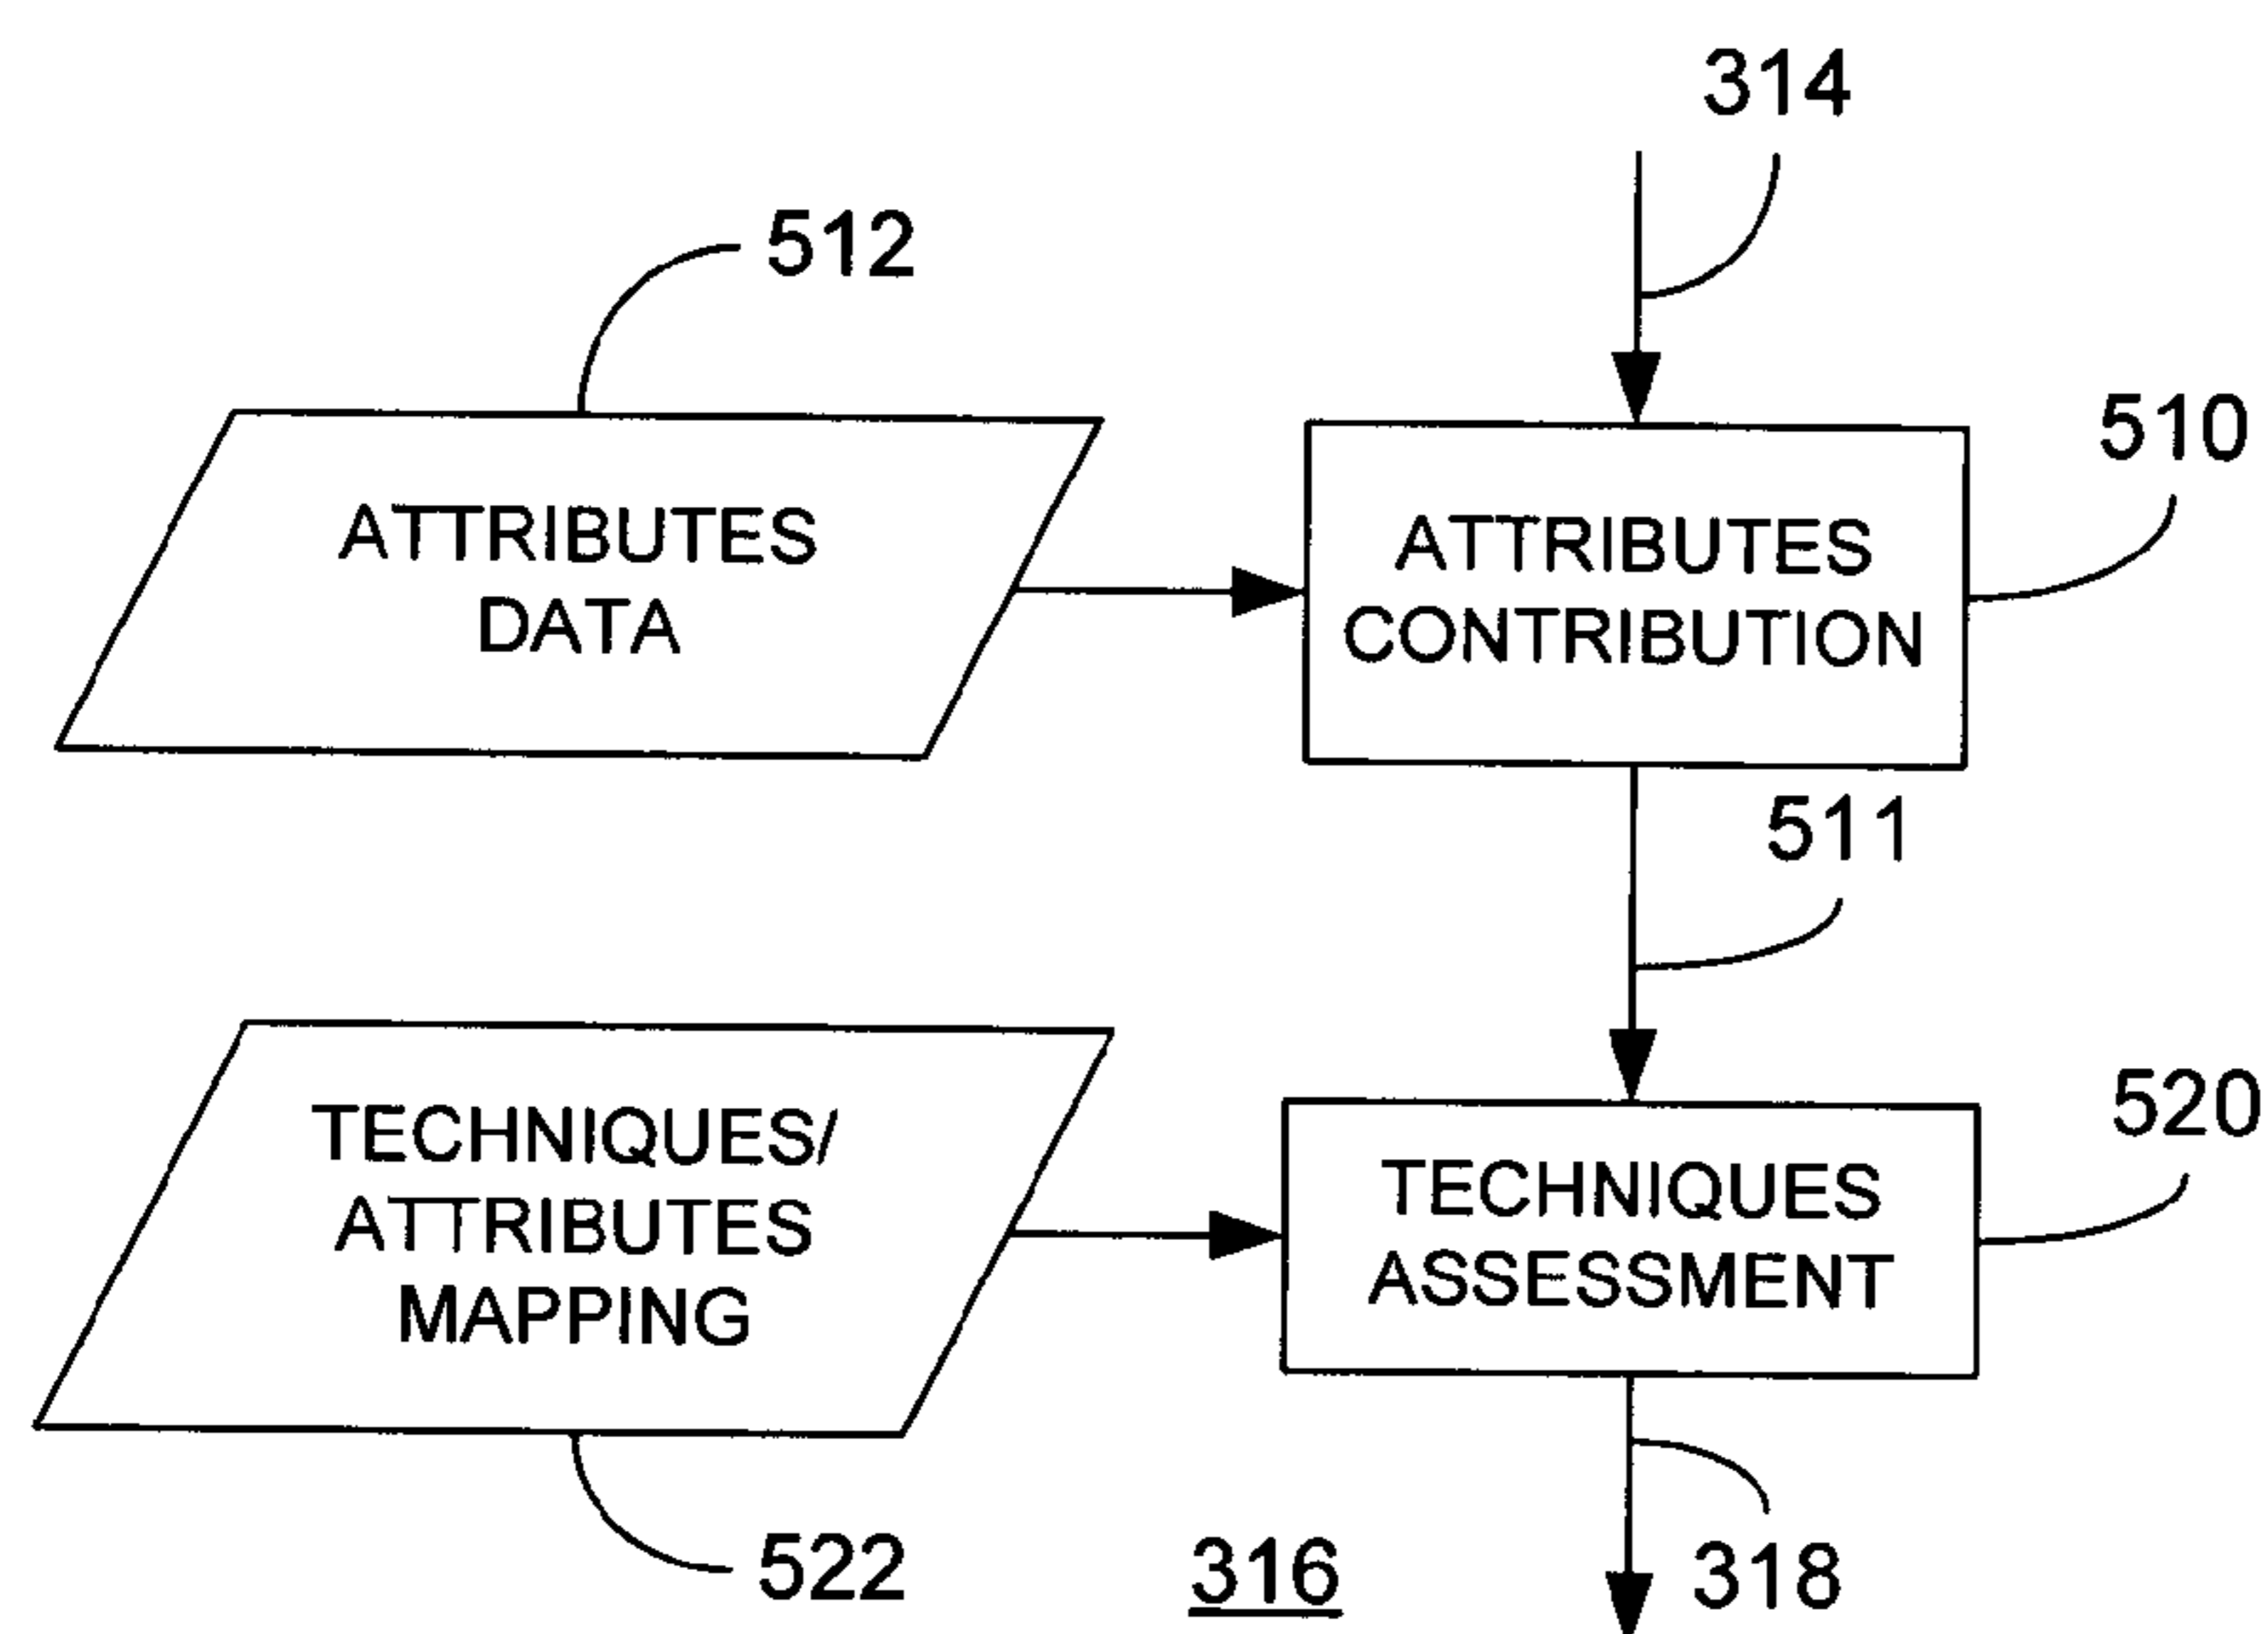 314
512
510
ATTRIBUTES
DATA
ATTRIBUTES
CONTRIBUTION
511
520
TECHNIQUES/
ATTRIBUTES
MAPPING
TECHNIQUES
ASSESSMENT
522
316
318